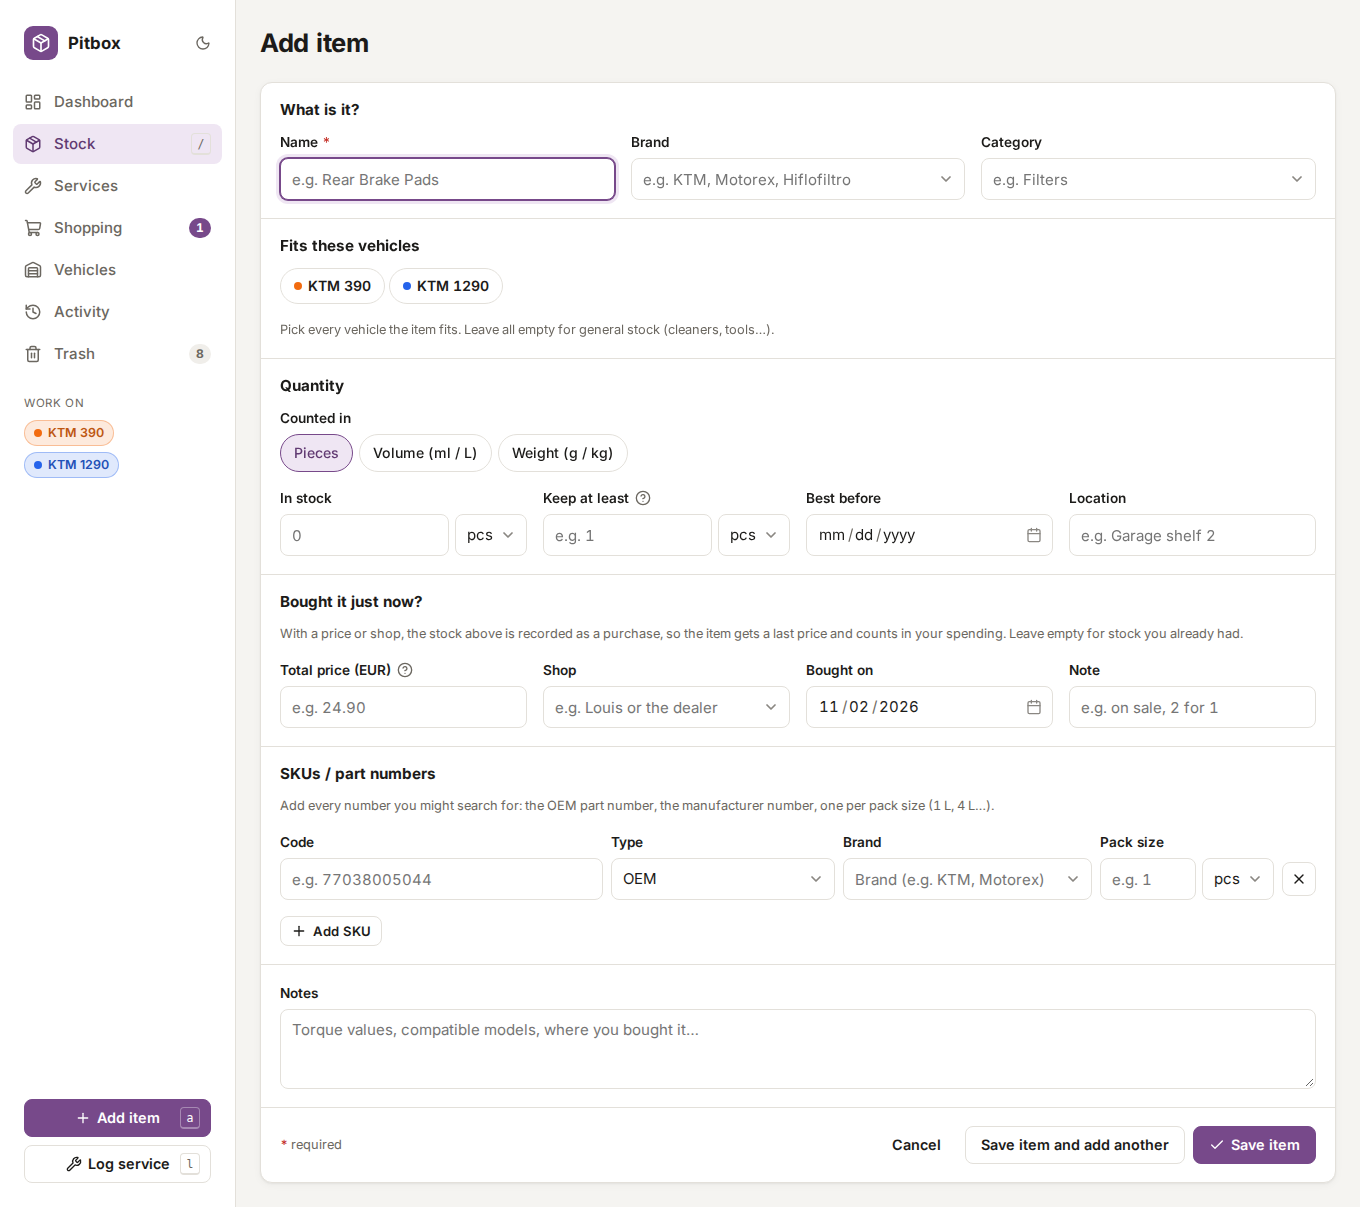 Pitbox
Dashboard
Stock /
Services
Shopping 1
Vehicles
Activity
Trash 8
WORK ON
KTM 390
KTM 1290
+ Add item a
Log service l
Add item
What is it?
Name * Brand Category
e.g. Rear Brake Pads e.g. KTM, Motorex, Hiflofiltro e.g. Filters
Fits these vehicles
KTM 390 KTM 1290
Pick every vehicle the item fits. Leave all empty for general stock (cleaners, tools…).
Quantity
Counted in
Pieces Volume (ml / L) Weight (g / kg)
In stock Keep at least ? Best before Location
0 pcs e.g. 1 pcs mm/dd/yyyy e.g. Garage shelf 2
Bought it just now?
With a price or shop, the stock above is recorded as a purchase, so the item gets a last price and counts in your spending. Leave empty for stock you already had.
Total price (EUR) ? Shop Bought on Note
e.g. 24.90 e.g. Louis or the dealer 11/02/2026 e.g. on sale, 2 for 1
SKUs / part numbers
Add every number you might search for: the OEM part number, the manufacturer number, one per pack size (1 L, 4 L…).
Code Type Brand Pack size
e.g. 77038005044 OEM Brand (e.g. KTM, Motorex) e.g. 1 pcs
+ Add SKU
Notes
Torque values, compatible models, where you bought it…
* required Cancel Save item and add another Save item